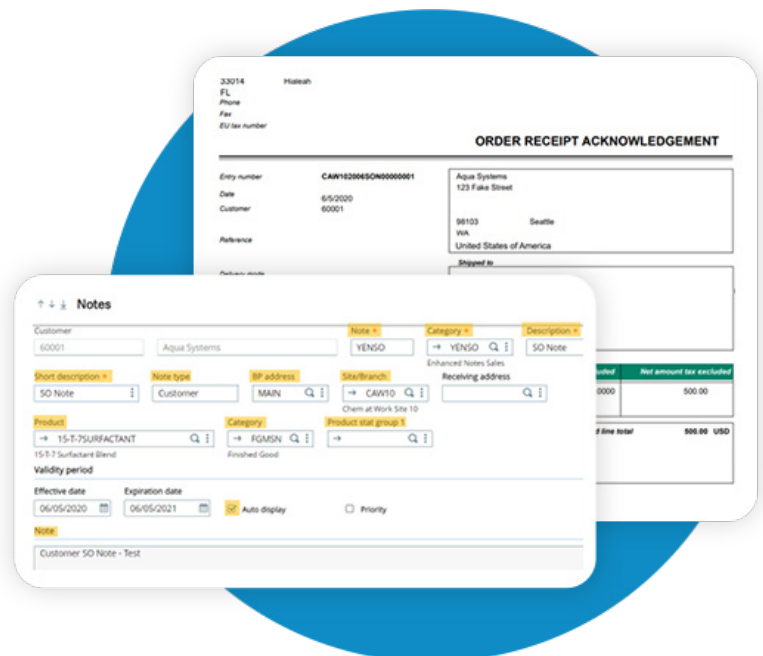 33014 Hialeah
FL
Phone
Fax
EU tax number
ORDER RECEIPT ACKNOWLEDGEMENT
Entry number CAW102006SON00000001
Date 6/5/2020
Customer 60001
Reference
Aqua Systems
123 Fake Street
98103 Seattle
WA
United States of America
Shipped to
Delivery mode
Net amount tax excluded
500.00
line total 500.00 USD
Notes
Customer Note * Category * Description *
60001 Aqua Systems YENSO YENSO SO Note
Enhanced Notes Sales
Short description * Note type BP address Site/Branch Receiving address
SO Note Customer MAIN CAW10
Chem at Work Site 10
Product Category Product stat group 1
15-T-7SURFACTANT FGMSN
15-T-7 Surfactant Blend Finished Good
Validity period
Effective date Expiration date
06/05/2020 06/05/2021 Auto display Priority
Note
Customer SO Note - Test